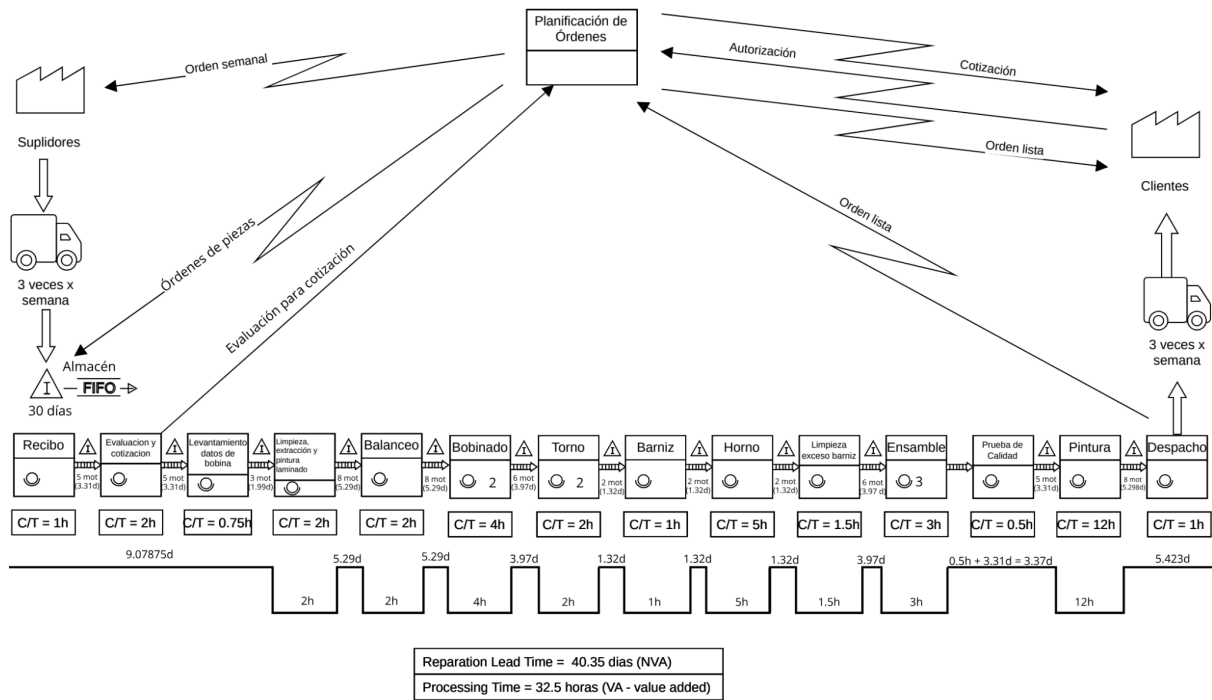 Planificación de
Órdenes
Orden semanal
Autorización
Cotización
Orden lista
Suplidores
Clientes
Órdenes de piezas
Evaluación para cotización
Orden lista
3 veces x
semana
3 veces x
semana
Almacén
I
FIFO
30 días
Recibo
I
5 mot
(3.31d)
Evaluacion y
cotizacion
I
5 mot
(3.31d)
Levantamiento
datos de
bobina
I
3 mot
(1.99d)
Limpieza,
extracción y
pintura
laminado
I
8 mot
(5.29d)
Balanceo
I
8 mot
(5.29d)
Bobinado
2
I
6 mot
(3.97d)
Torno
2
I
2 mot
(1.32d)
Barniz
I
2 mot
(1.32d)
Horno
I
2 mot
(1.32d)
Limpieza
exceso barniz
I
6 mot
(3.97 d)
Ensamble
3
Prueba de
Calidad
I
5 mot
(3.31d)
Pintura
I
8 mot
(5.298d)
Despacho
C/T = 1h
C/T = 2h
C/T = 0.75h
C/T = 2h
C/T = 2h
C/T = 4h
C/T = 2h
C/T = 1h
C/T = 5h
C/T = 1.5h
C/T = 3h
C/T = 0.5h
C/T = 12h
C/T = 1h
9.07875d
5.29d
5.29d
3.97d
1.32d
1.32d
1.32d
3.97d
0.5h + 3.31d = 3.37d
5.423d
2h
2h
4h
2h
1h
5h
1.5h
3h
12h
Reparation Lead Time = 40.35 dias (NVA)
Processing Time = 32.5 horas (VA - value added)